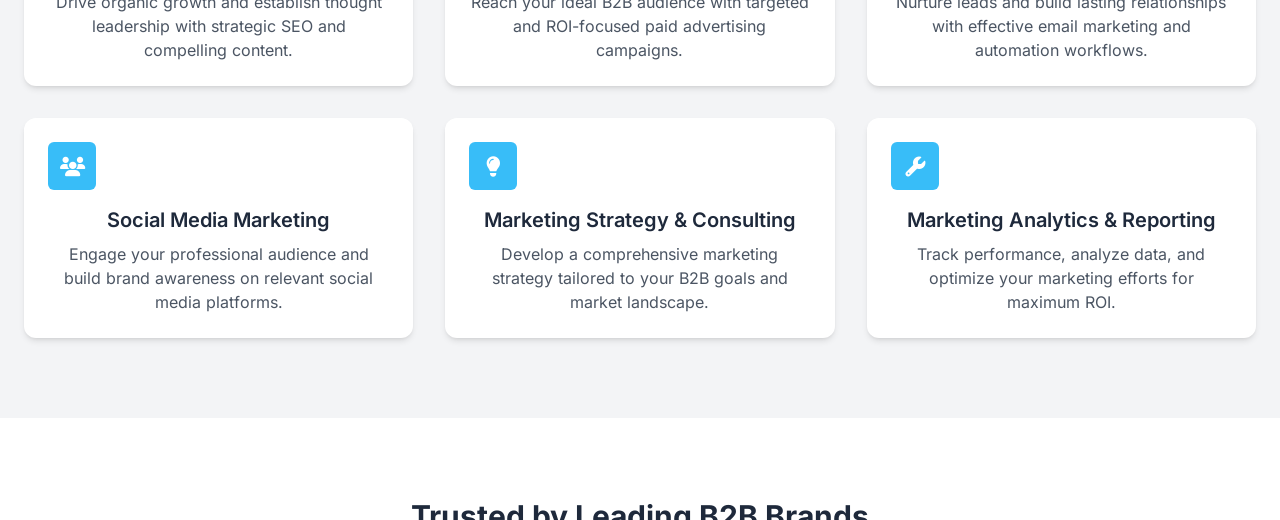 Drive organic growth and establish thought
leadership with strategic SEO and
compelling content.
Reach your ideal B2B audience with targeted
and ROI-focused paid advertising
campaigns.
Nurture leads and build lasting relationships
with effective email marketing and
automation workflows.
Social Media Marketing
Engage your professional audience and
build brand awareness on relevant social
media platforms.
Marketing Strategy & Consulting
Develop a comprehensive marketing
strategy tailored to your B2B goals and
market landscape.
Marketing Analytics & Reporting
Track performance, analyze data, and
optimize your marketing efforts for
maximum ROI.
Trusted by Leading B2B Brands